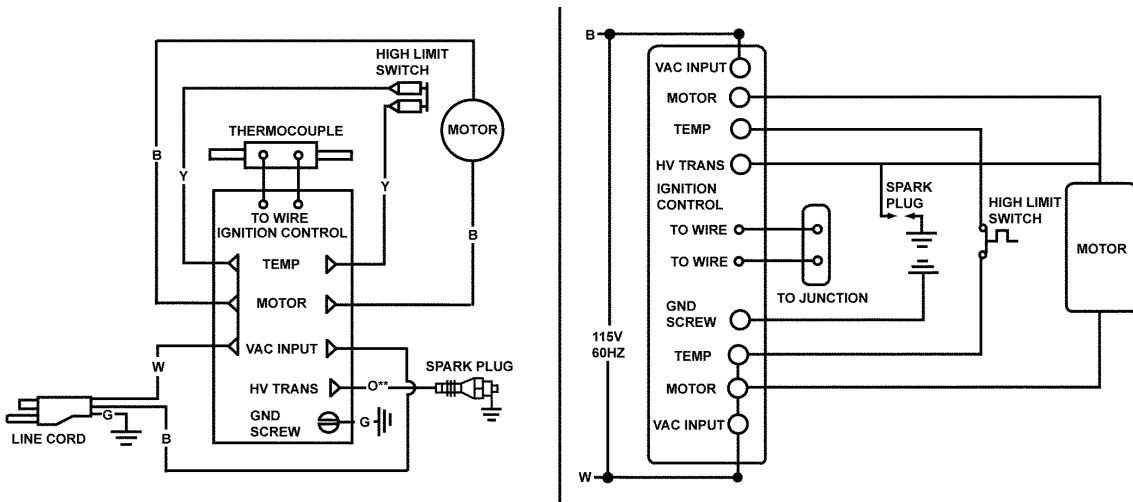 HIGH LIMIT
SWITCH
MOTOR
THERMOCOUPLE
B
Y
Y
B
TO WIRE
IGNITION CONTROL
TEMP
MOTOR
VAC INPUT
W
HV TRANS
O**
SPARK PLUG
GND
SCREW
G
G
LINE CORD
B
B
VAC INPUT
MOTOR
TEMP
HV TRANS
IGNITION
CONTROL
SPARK
PLUG
HIGH LIMIT
SWITCH
MOTOR
TO WIRE
TO WIRE
TO JUNCTION
GND
SCREW
115V
60HZ
TEMP
MOTOR
VAC INPUT
W